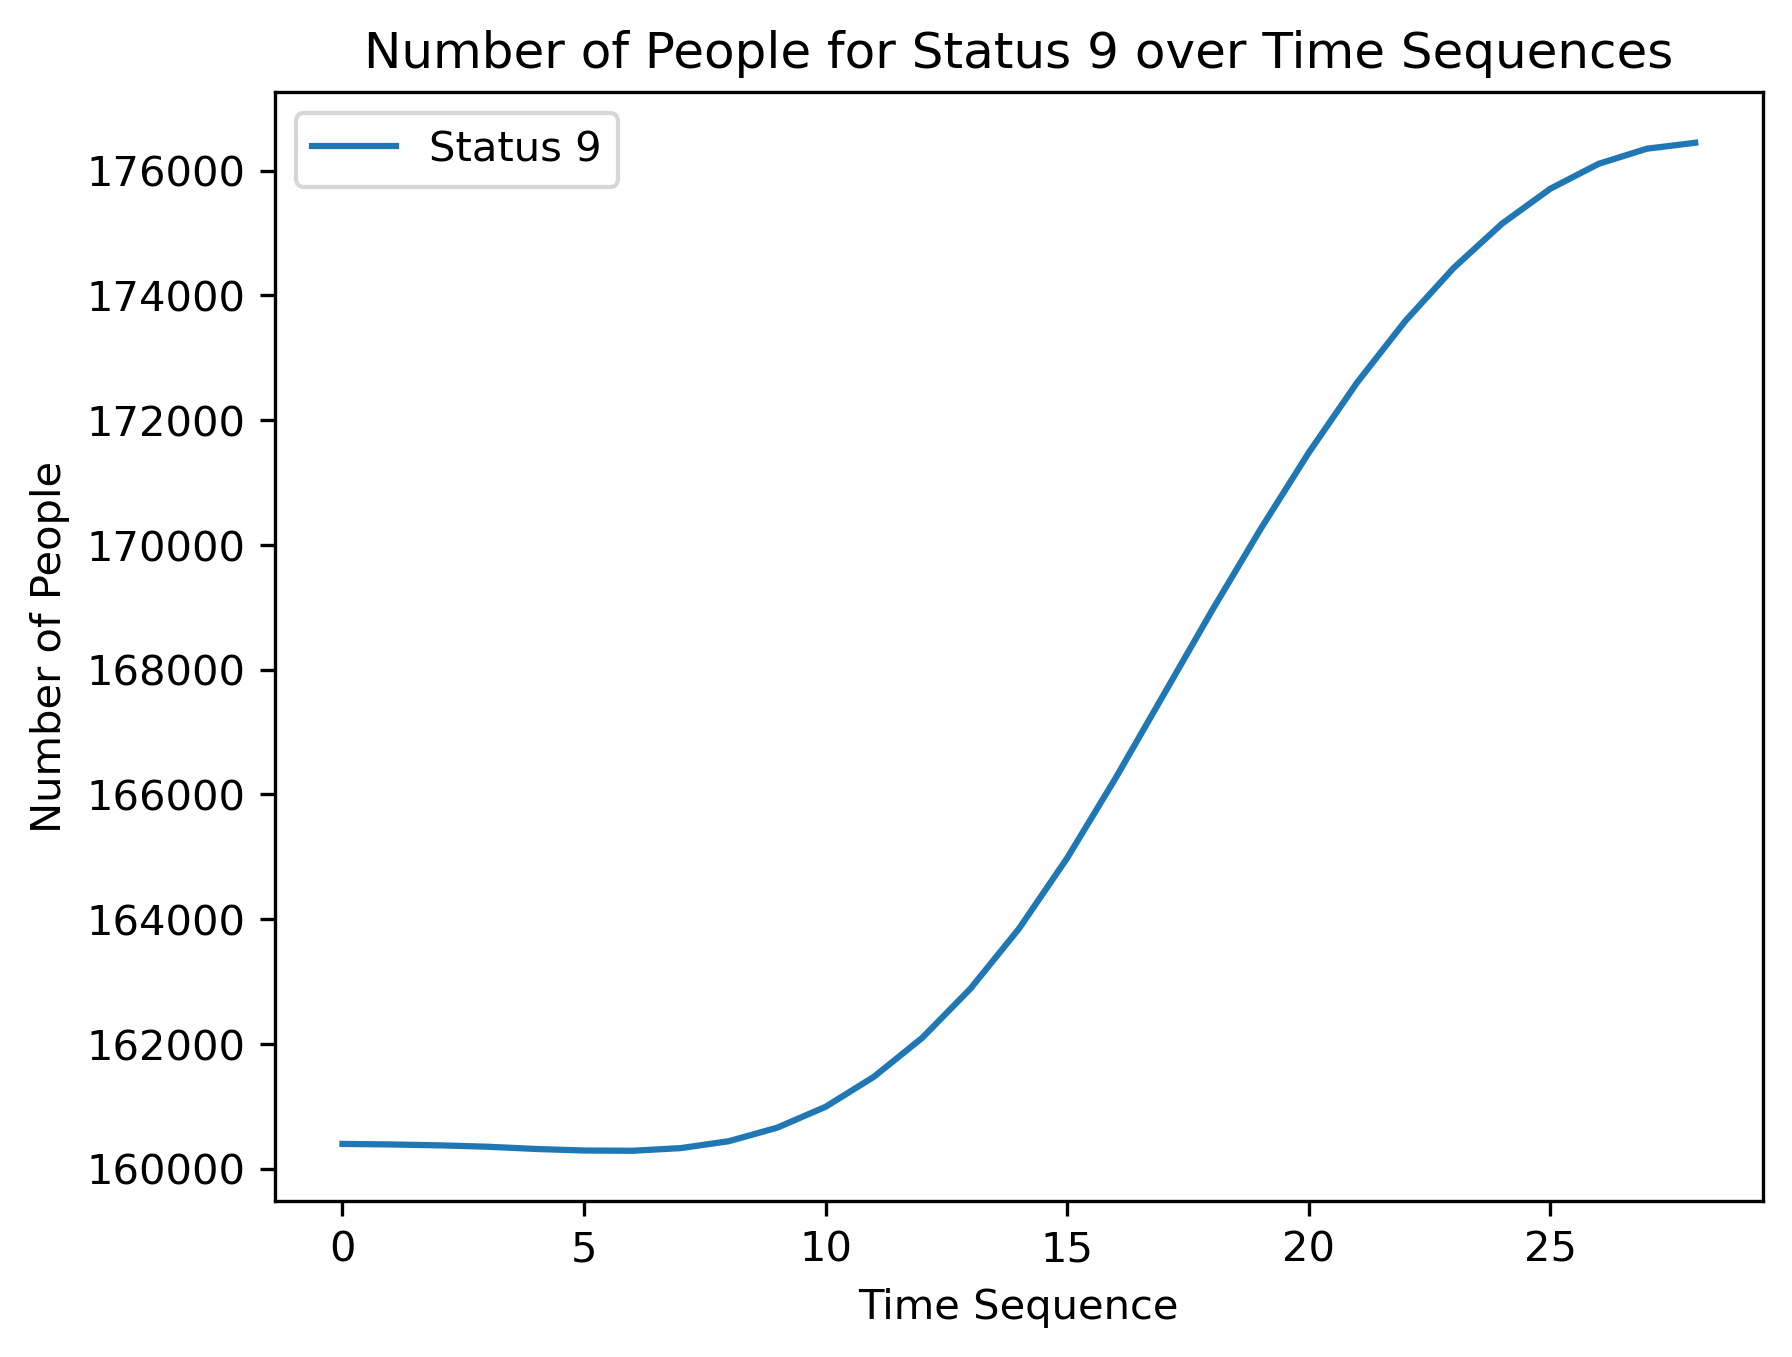 Number of People for Status 9 over Time Sequences
Status 9
176000
174000
172000
170000
168000
166000
164000
162000
160000
Number of People
0 5 10 15 20 25
Time Sequence